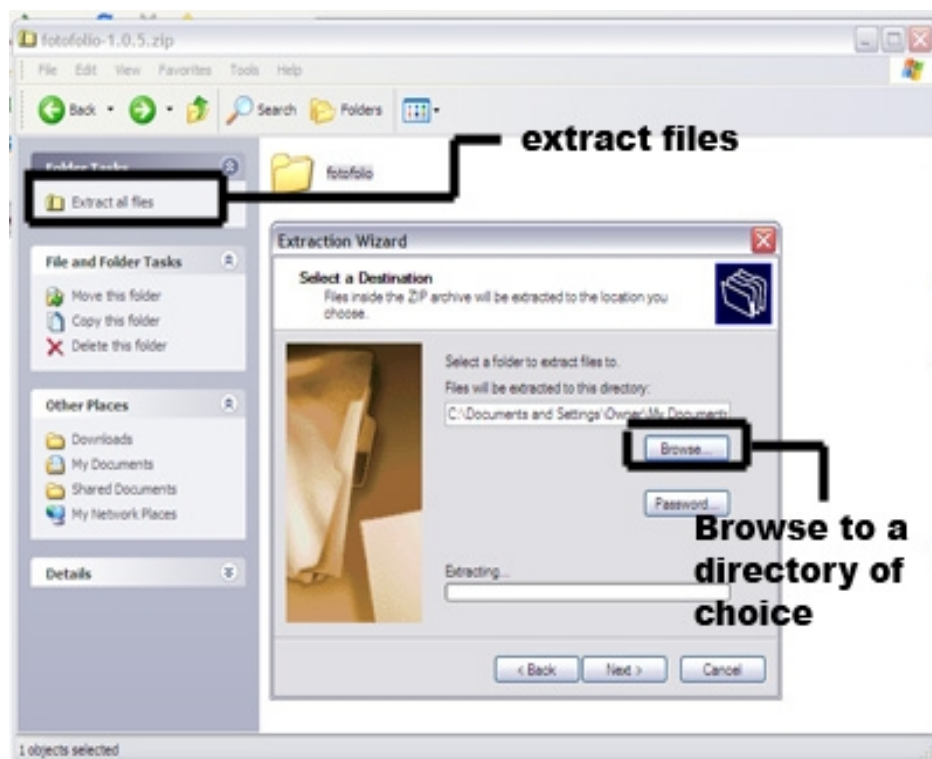 fotofolio-1.0.5.zip
File Edit View Favorites Tools Help
Back Search Folders
extract files
Folder Tasks
Extract all files
fotofolio
File and Folder Tasks
Move this folder
Copy this folder
Delete this folder
Other Places
Downloads
My Documents
Shared Documents
My Network Places
Details
Extraction Wizard
Select a Destination
Files inside the ZIP archive will be extracted to the location you
choose.
Select a folder to extract files to.
Files will be extracted to this directory:
C:\Documents and Settings\Owner\My Documents
Browse...
Password...
Browse to a
directory of
choice
Extracting...
< Back Next > Cancel
1 objects selected